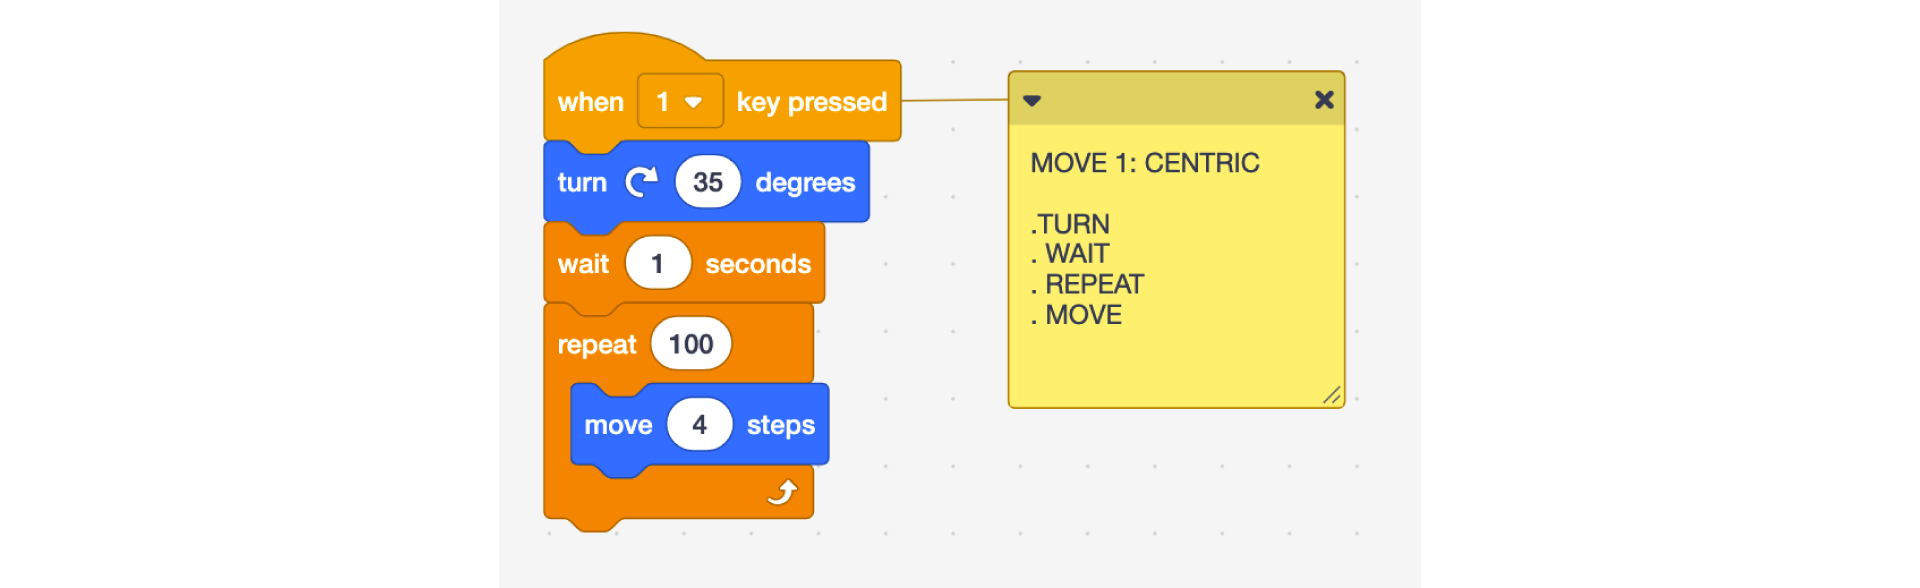 when 1 key pressed
turn 35 degrees
wait 1 seconds
repeat 100
move 4 steps
MOVE 1: CENTRIC
.TURN
. WAIT
. REPEAT
. MOVE